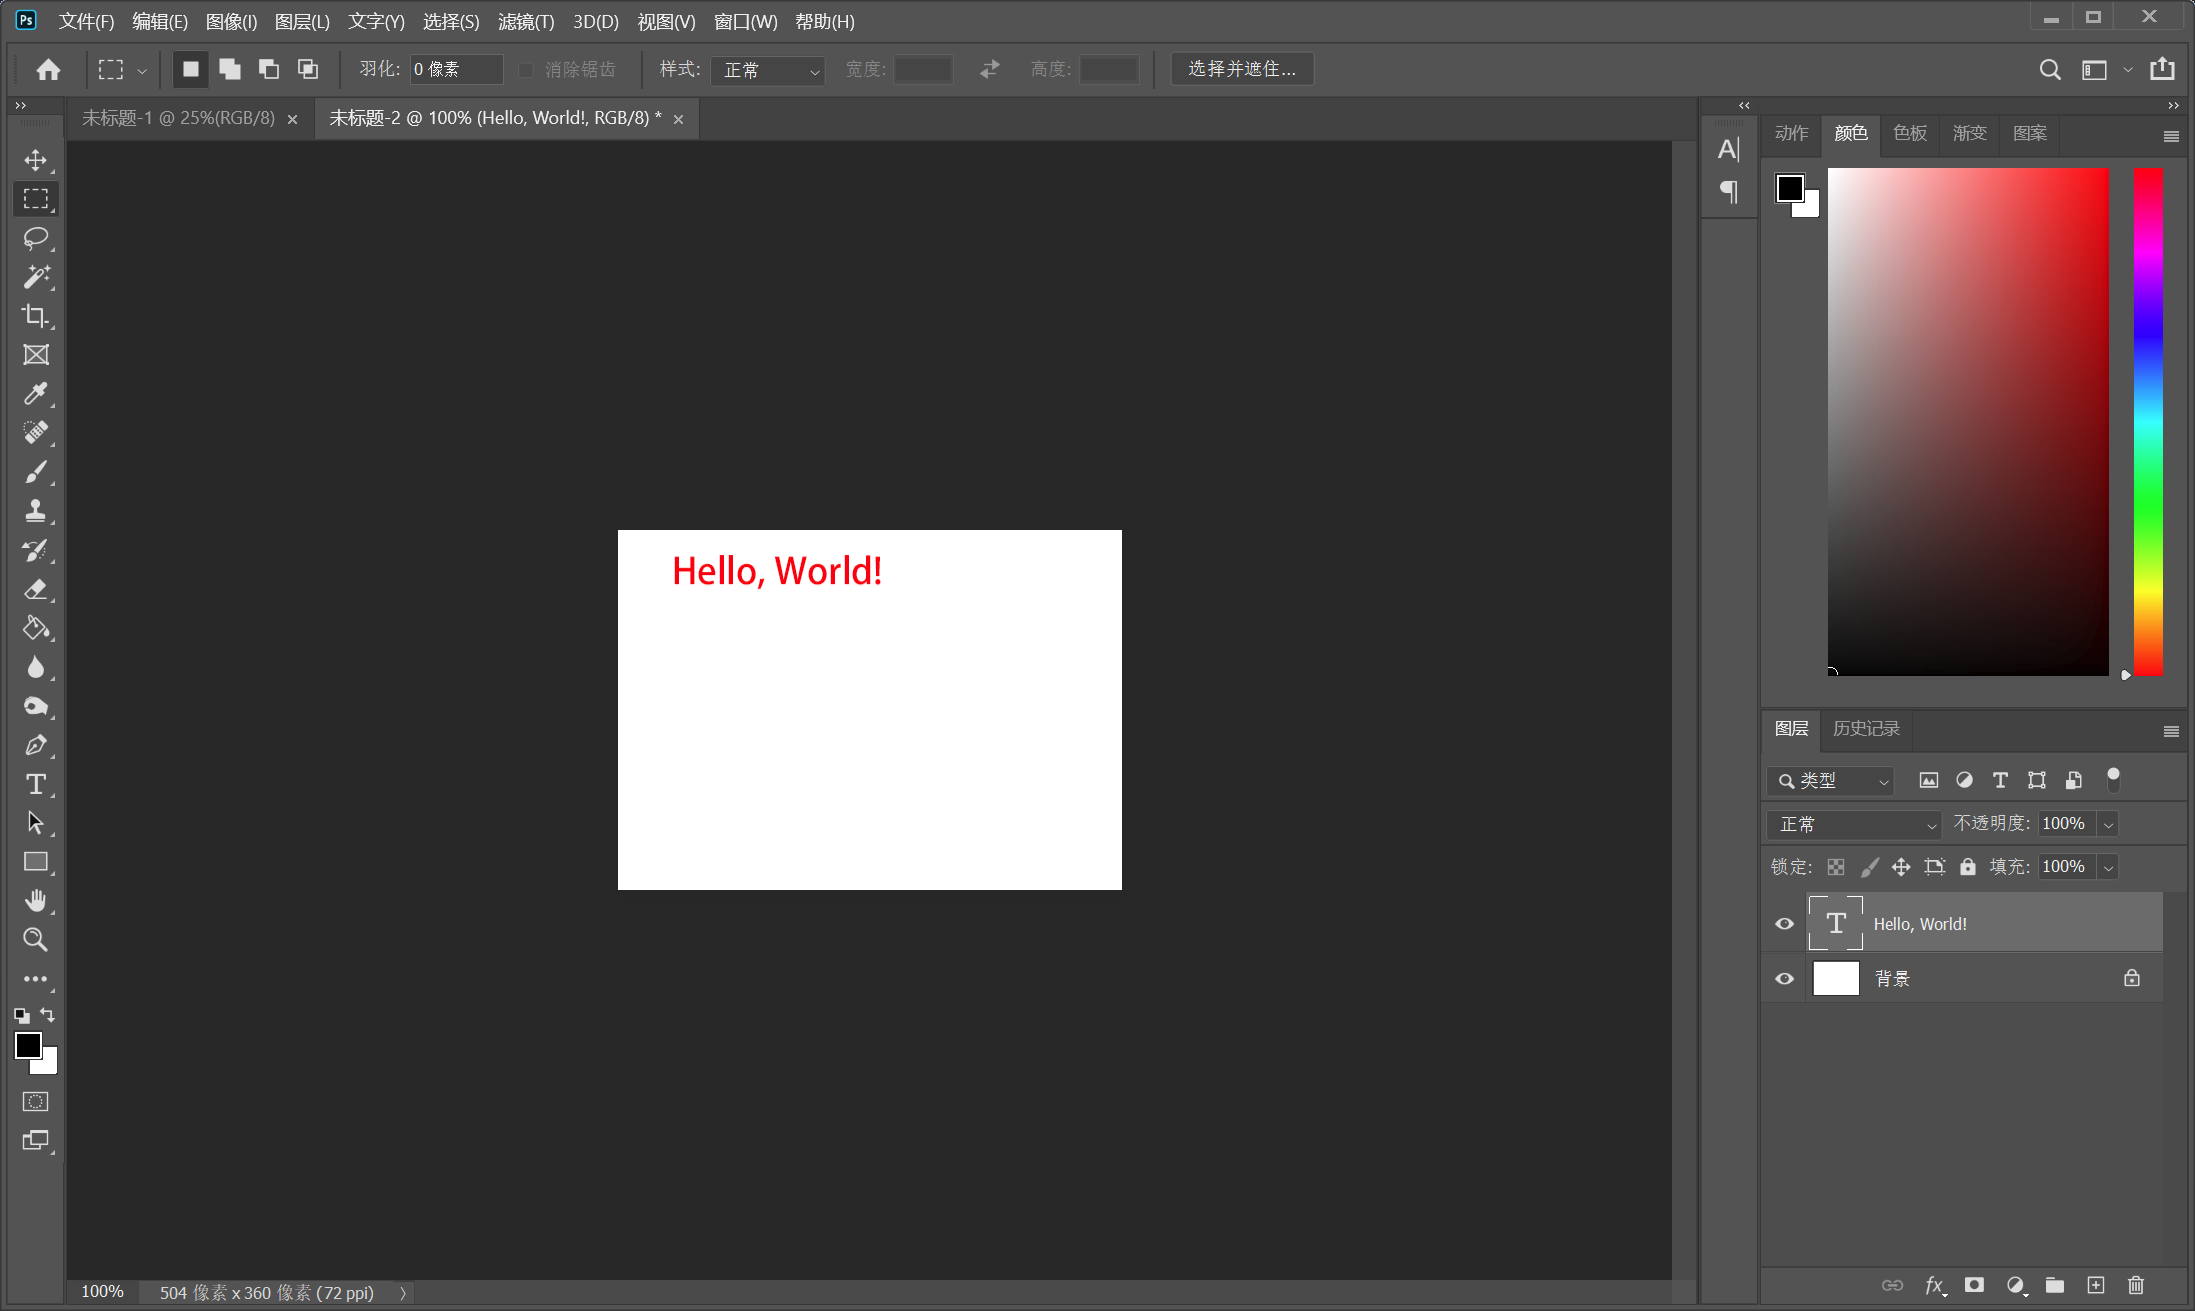 Ps 文件(F) 编辑(E) 图像(I) 图层(L) 文字(Y) 选择(S) 滤镜(T) 3D(D) 视图(V) 窗口(W) 帮助(H)
羽化: 0 像素 消除锯齿 样式: 正常 宽度: 高度: 选择并遮住...
未标题-1 @ 25%(RGB/8) 未标题-2 @ 100% (Hello, World!, RGB/8) *
动作 颜色 色板 渐变 图案
Hello, World!
图层 历史记录
类型
正常 不透明度: 100%
锁定: 填充: 100%
Hello, World!
背景
100% 504 像素 x 360 像素 (72 ppi)